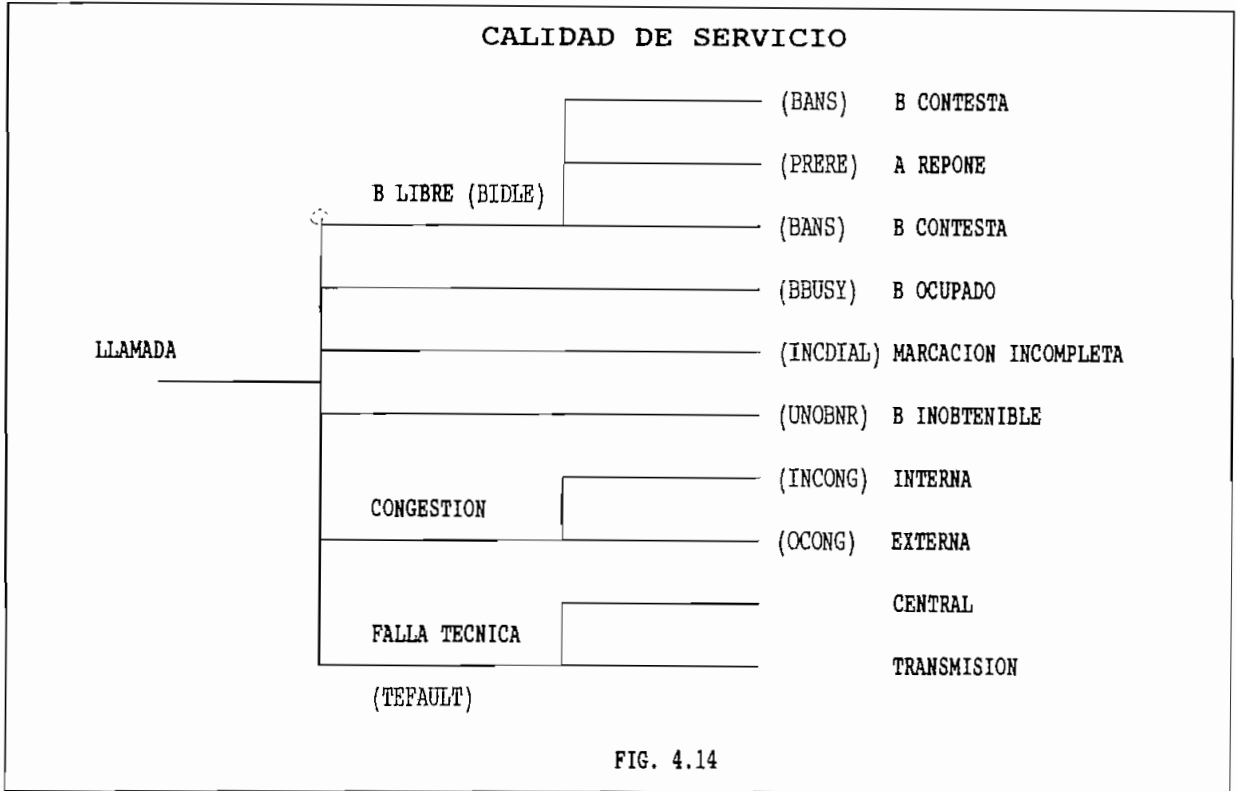 CALIDAD DE SERVICIO
(BANS) B CONTESTA
(PRERE) A REPONE
B LIBRE (BIDLE)
(BANS) B CONTESTA
(BBUSY) B OCUPADO
LLAMADA
(INCDIAL) MARCACION INCOMPLETA
(UNOBNR) B INOBTENIBLE
(INCONG) INTERNA
CONGESTION
(OCONG) EXTERNA
CENTRAL
FALLA TECNICA
TRANSMISION
(TEFAULT)
FIG. 4.14